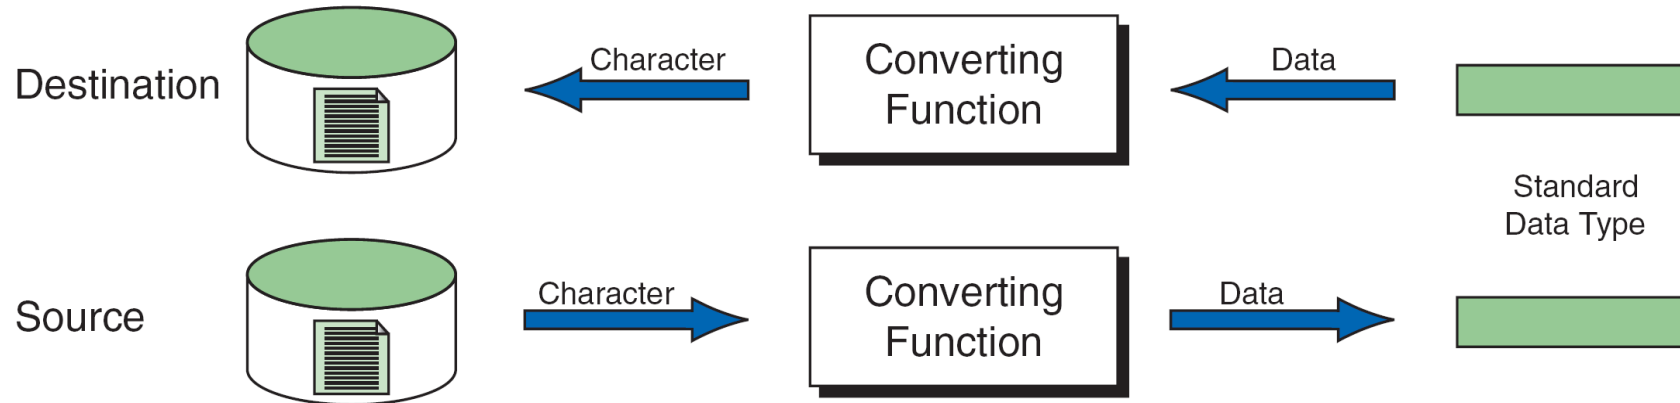 Destination
Character
Converting
Function
Data
Standard
Data Type
Source
Character
Converting
Function
Data